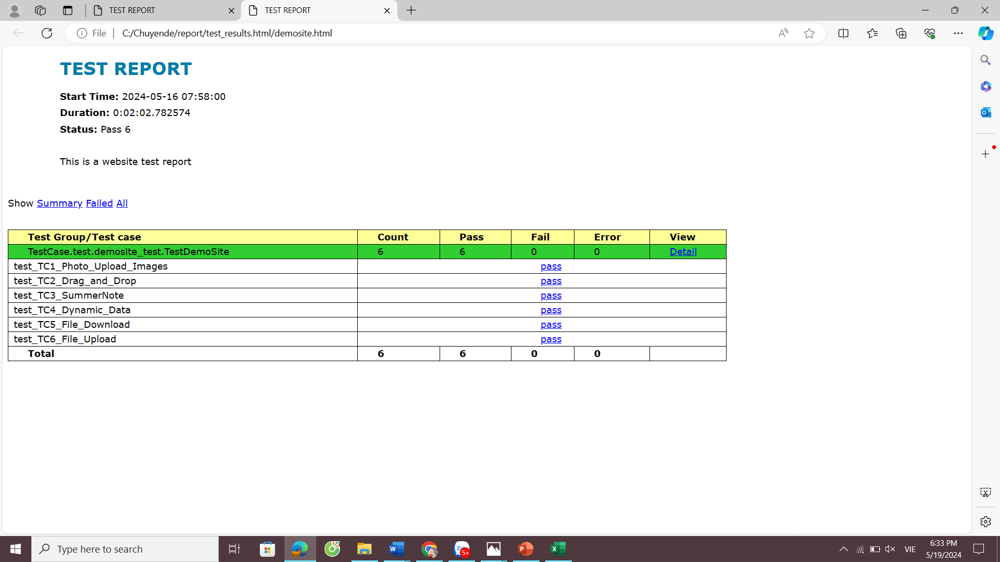 TEST REPORT
TEST REPORT
File
C:/Chuyende/report/test_results.html/demosite.html
TEST REPORT
Start Time: 2024-05-16 07:58:00
Duration: 0:02:02.782574
Status: Pass 6
This is a website test report
Show Summary Failed All
Test Group/Test case Count Pass Fail Error View
TestCase.test.demosite_test.TestDemoSite 6 6 0 0 Detail
test_TC1_Photo_Upload_Images pass
test_TC2_Drag_and_Drop pass
test_TC3_SummerNote pass
test_TC4_Dynamic_Data pass
test_TC5_File_Download pass
test_TC6_File_Upload pass
Total 6 6 0 0
Type here to search
5+
VIE
6:33 PM
5/19/2024